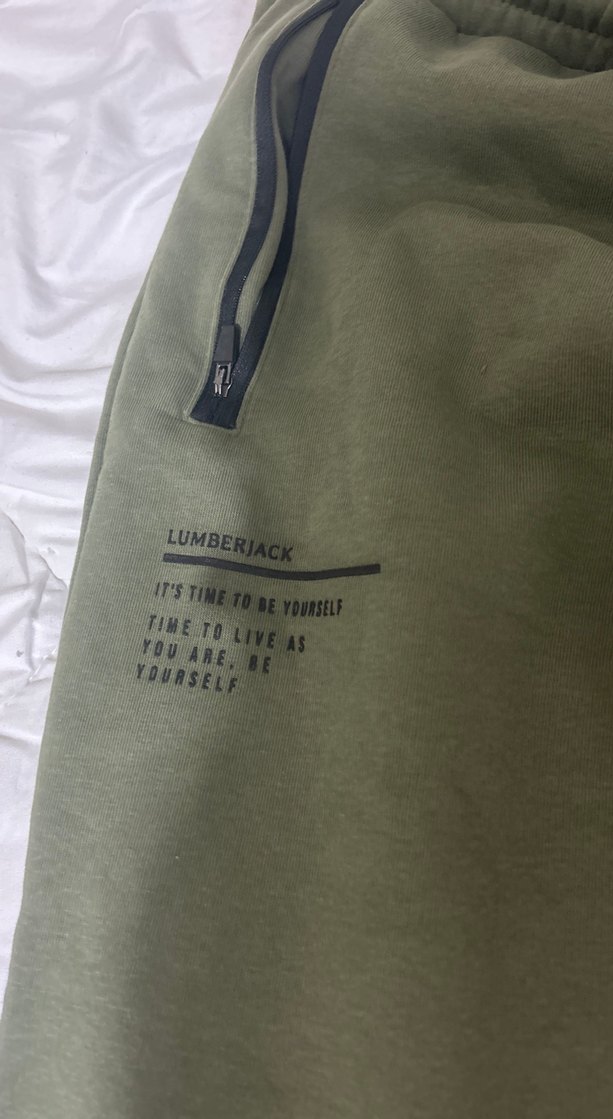 LUMBERJACK
IT'S TIME TO BE YOURSELF
TIME TO LIVE AS
YOU ARE, BE
YOURSELF